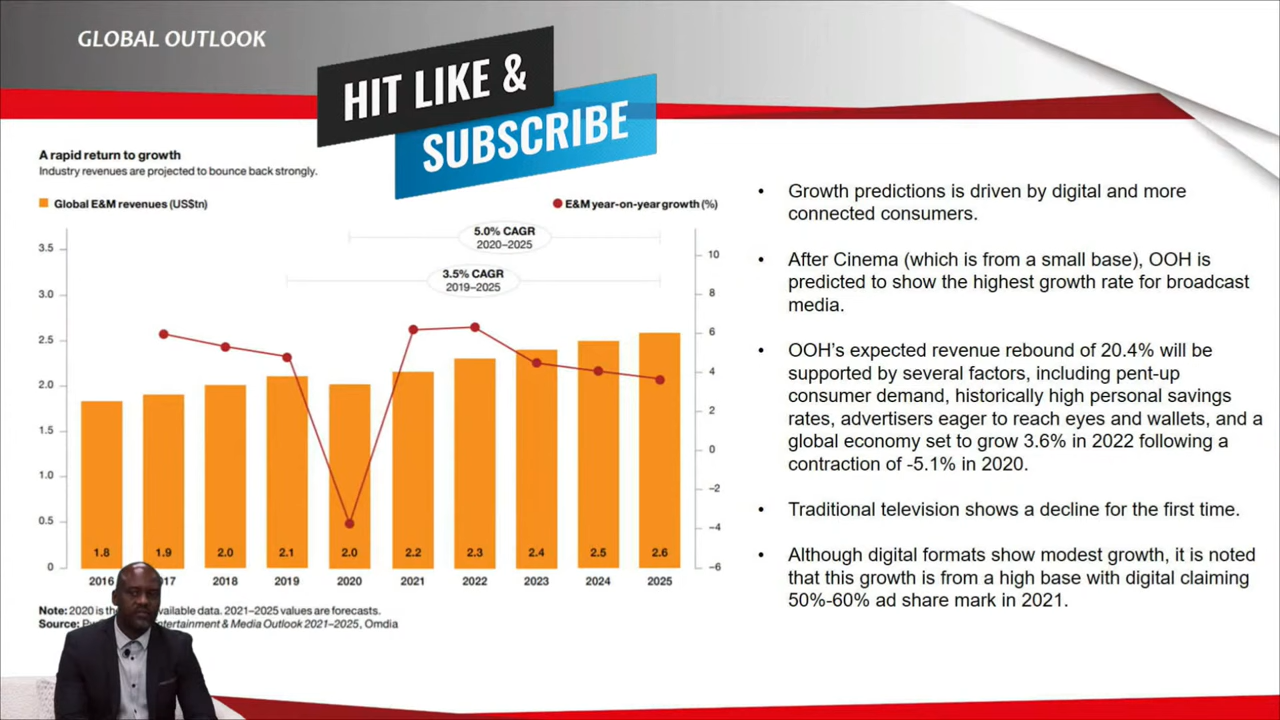 GLOBAL OUTLOOK
HIT LIKE &
SUBSCRIBE
A rapid return to growth
Industry revenues are projected to bounce back strongly.
Global E&M revenues (US$tn)
E&M year-on-year growth (%)
5.0% CAGR
2020–2025
3.5% CAGR
2019–2025
3.5
3.0
2.5
2.0
1.5
1.0
0.5
0
10
8
6
4
2
0
–2
–4
–6
1.8 1.9 2.0 2.1 2.0 2.2 2.3 2.4 2.5 2.6
2016 17 2018 2019 2020 2021 2022 2023 2024 2025
Note: 2020 is the available data. 2021–2025 values are forecasts.
Source: Entertainment & Media Outlook 2021–2025, Omdia
• Growth predictions is driven by digital and more
connected consumers.
• After Cinema (which is from a small base), OOH is
predicted to show the highest growth rate for broadcast
media.
• OOH's expected revenue rebound of 20.4% will be
supported by several factors, including pent-up
consumer demand, historically high personal savings
rates, advertisers eager to reach eyes and wallets, and a
global economy set to grow 3.6% in 2022 following a
contraction of -5.1% in 2020.
• Traditional television shows a decline for the first time.
• Although digital formats show modest growth, it is noted
that this growth is from a high base with digital claiming
50%-60% ad share mark in 2021.